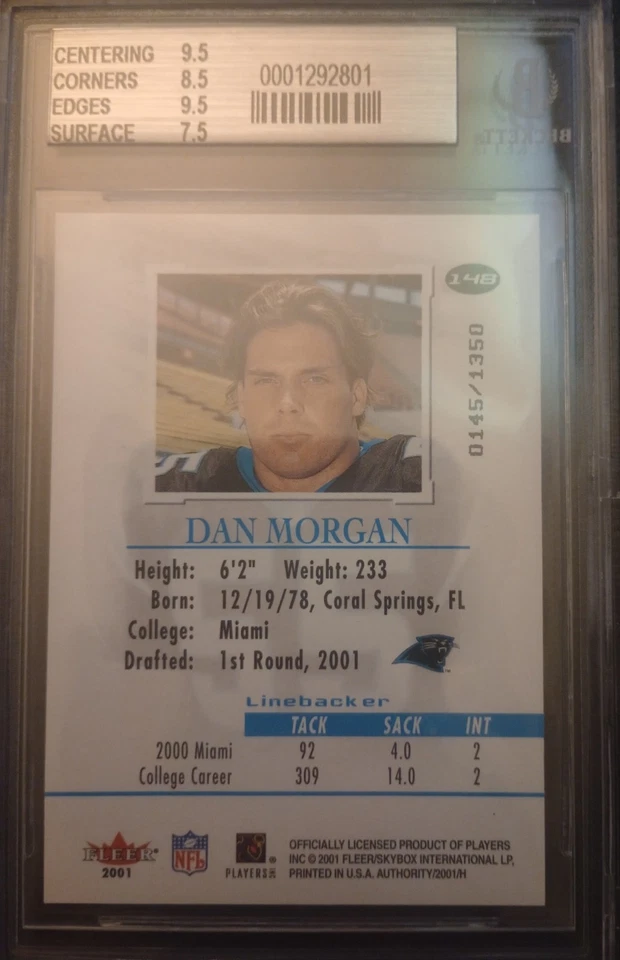 CENTERING 9.5
CORNERS 8.5
EDGES 9.5
SURFACE 7.5
0001292801
BECKETT
148
0145/1350
DAN MORGAN
Height: 6'2" Weight: 233
Born: 12/19/78, Coral Springs, FL
College: Miami
Drafted: 1st Round, 2001
Linebacker
TACK SACK INT
2000 Miami 92 4.0 2
College Career 309 14.0 2
FLEER
2001
NFL
PLAYERS INC
OFFICIALLY LICENSED PRODUCT OF PLAYERS
INC © 2001 FLEER/SKYBOX INTERNATIONAL LP,
PRINTED IN U.S.A. AUTHORITY/2001/H